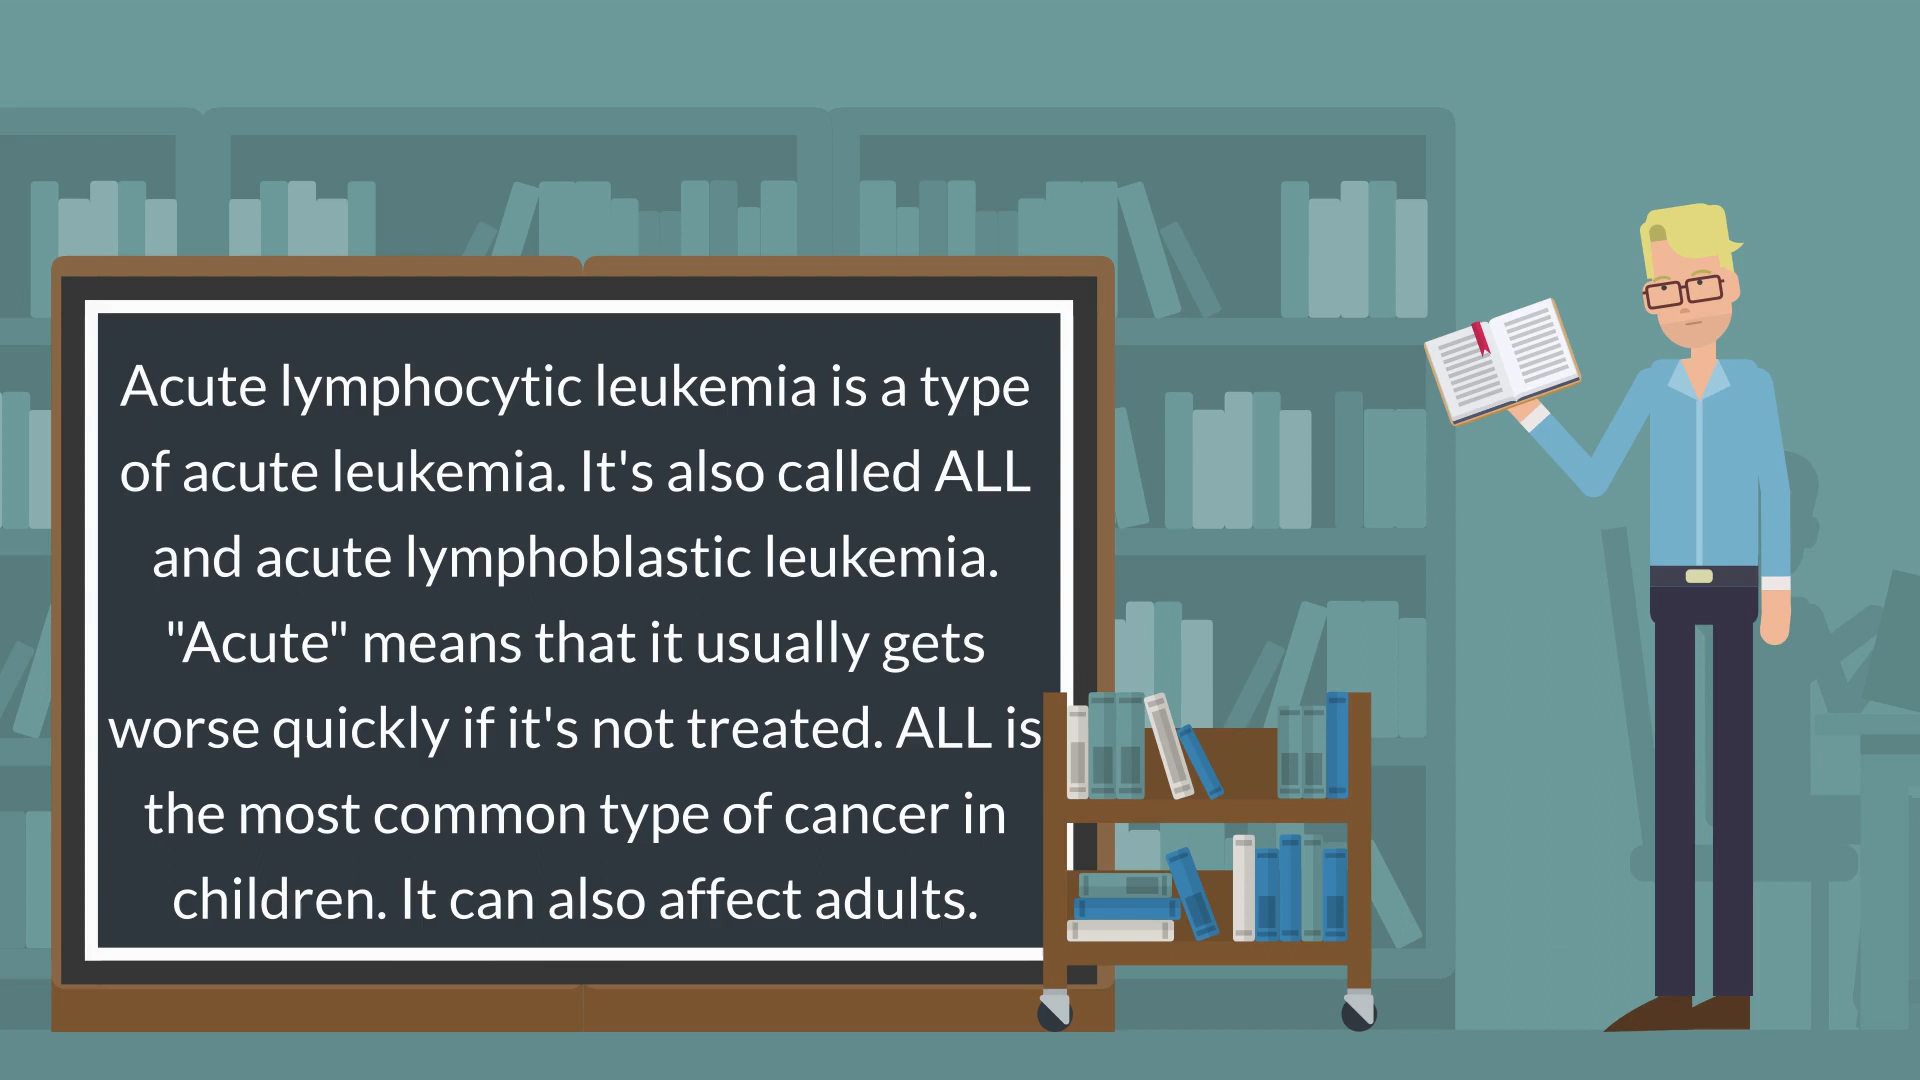 Acute lymphocytic leukemia is a type
of acute leukemia. It's also called ALL
and acute lymphoblastic leukemia.
"Acute" means that it usually gets
worse quickly if it's not treated. ALL is
the most common type of cancer in
children. It can also affect adults.